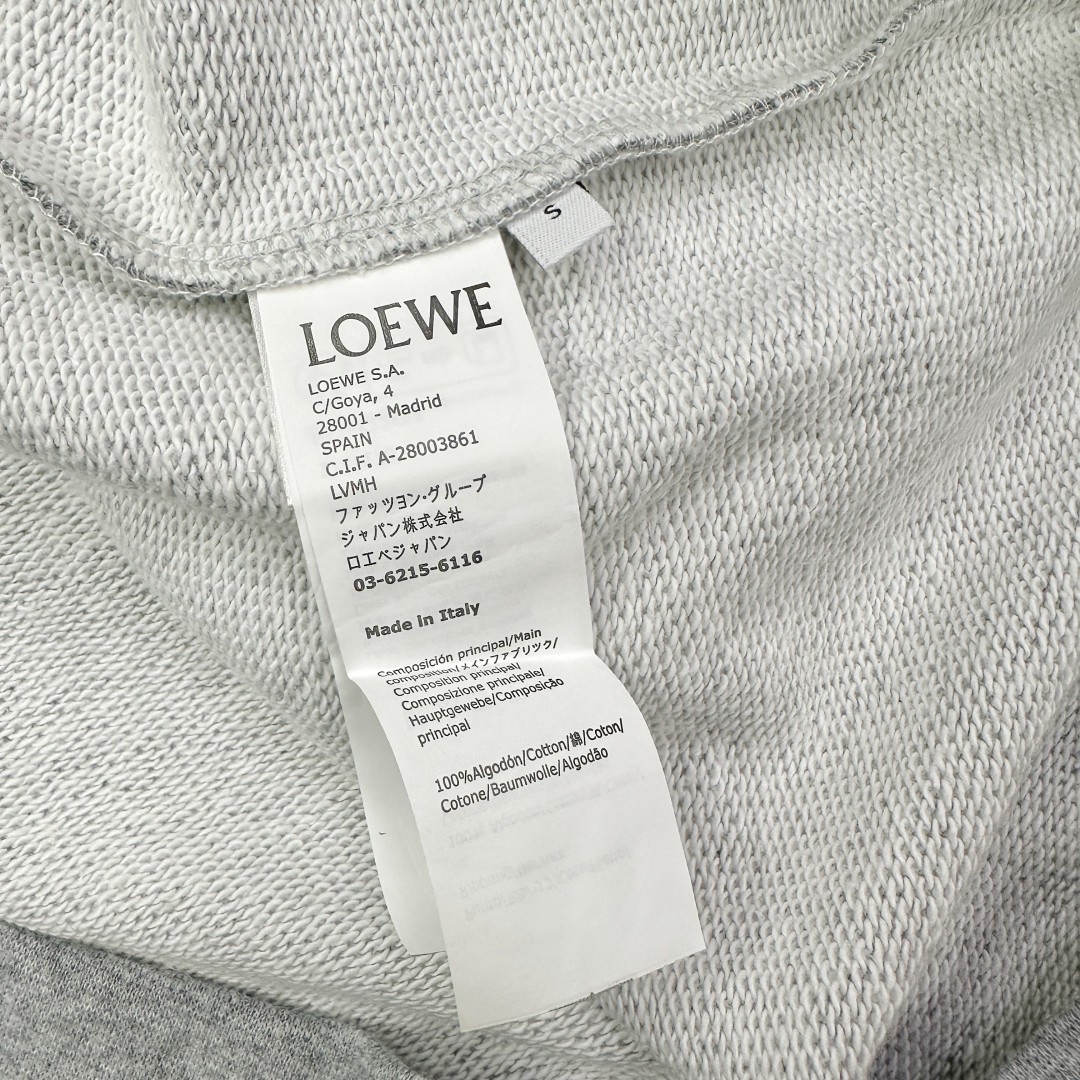 S
LOEWE
LOEWE S.A.
C/Goya, 4
28001 - Madrid
SPAIN
C.I.F. A-28003861
LVMH
ファッツョン·グループ
ジャパン株式会社
ロエベジャパン
03-6215-6116
Made in Italy
Composición principal/Main
composition/メインファブリック/
Composition principal/
Composizione principale/
Hauptgewebe/Composição
principal
100%Algodón/Cotton/綿/Coton/
Cotone/Baumwolle/Algodão